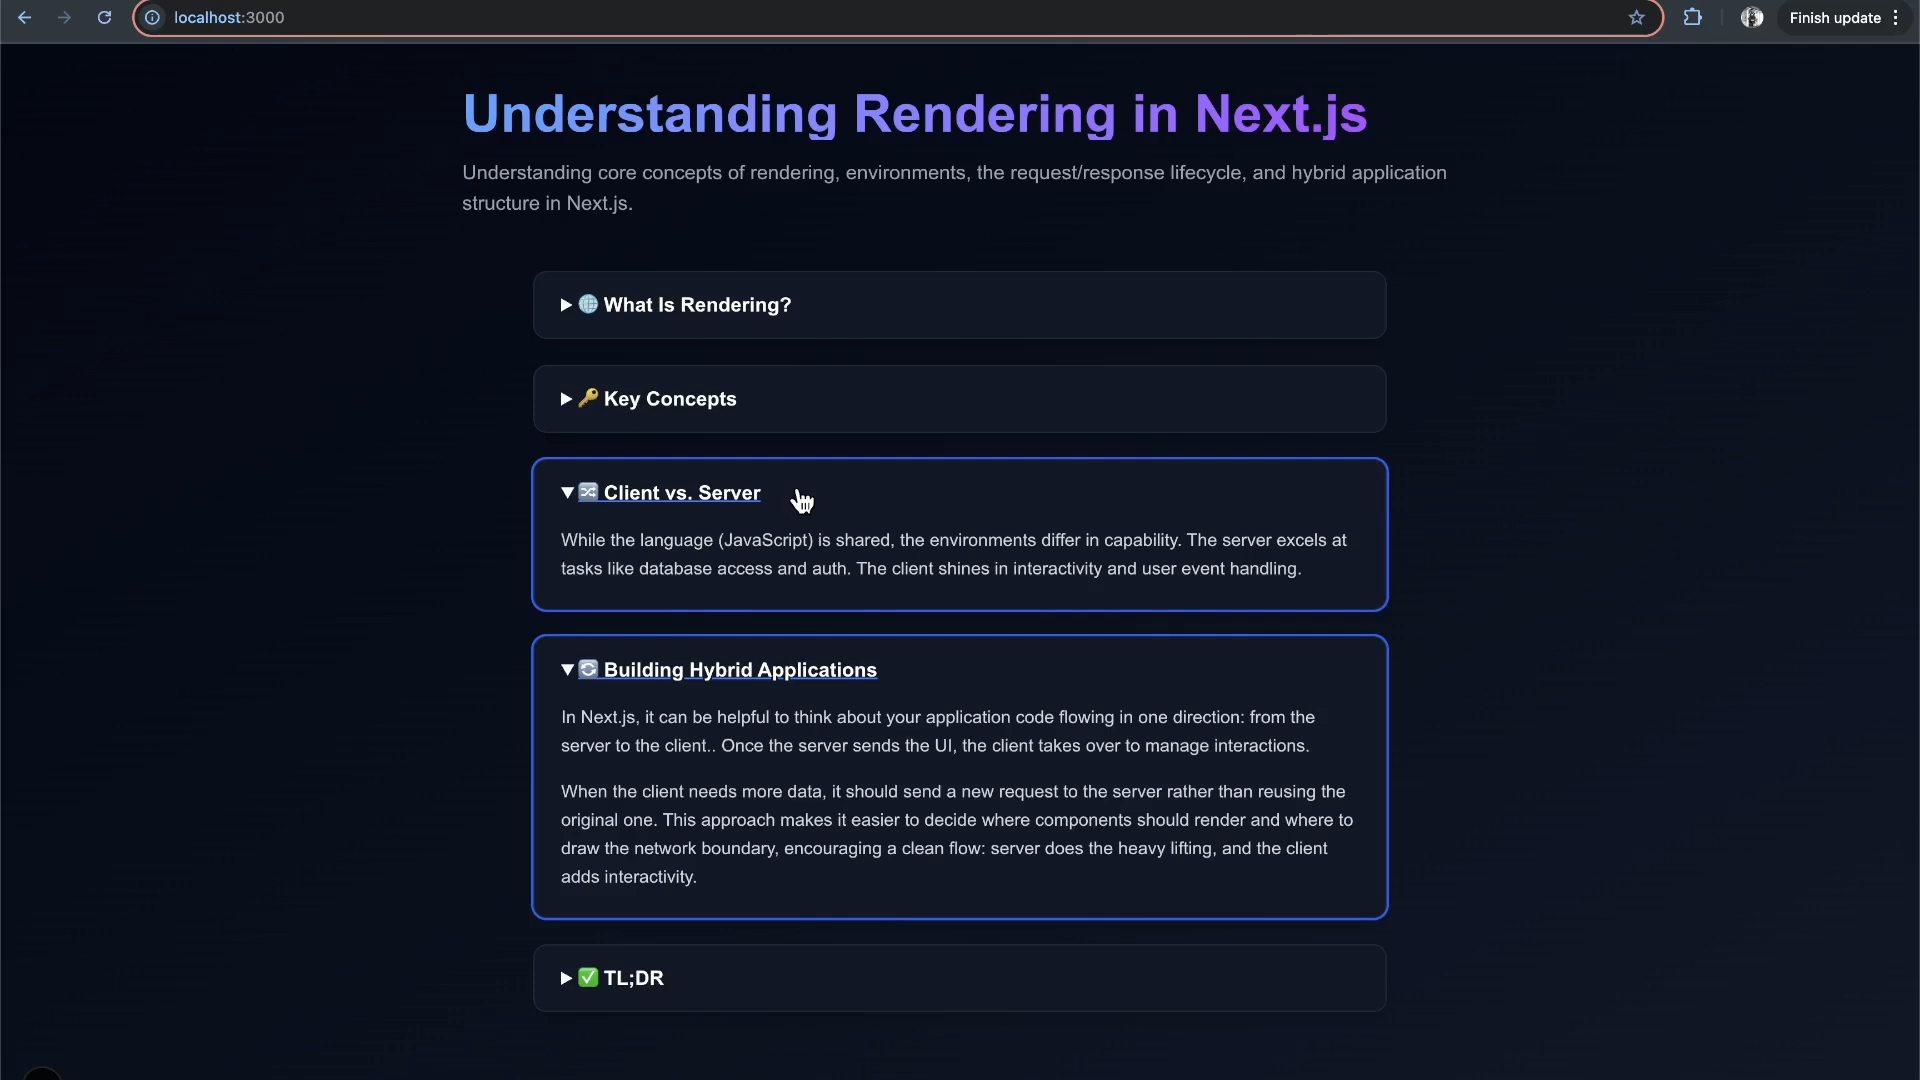 localhost:3000
Finish update
Understanding Rendering in Next.js
Understanding core concepts of rendering, environments, the request/response lifecycle, and hybrid application
structure in Next.js.
▶ 🌐 What Is Rendering?
▶ 🔑 Key Concepts
▼ 🔀 Client vs. Server
While the language (JavaScript) is shared, the environments differ in capability. The server excels at
tasks like database access and auth. The client shines in interactivity and user event handling.
▼ 🔄 Building Hybrid Applications
In Next.js, it can be helpful to think about your application code flowing in one direction: from the
server to the client.. Once the server sends the UI, the client takes over to manage interactions.
When the client needs more data, it should send a new request to the server rather than reusing the
original one. This approach makes it easier to decide where components should render and where to
draw the network boundary, encouraging a clean flow: server does the heavy lifting, and the client
adds interactivity.
▶ ✅ TL;DR